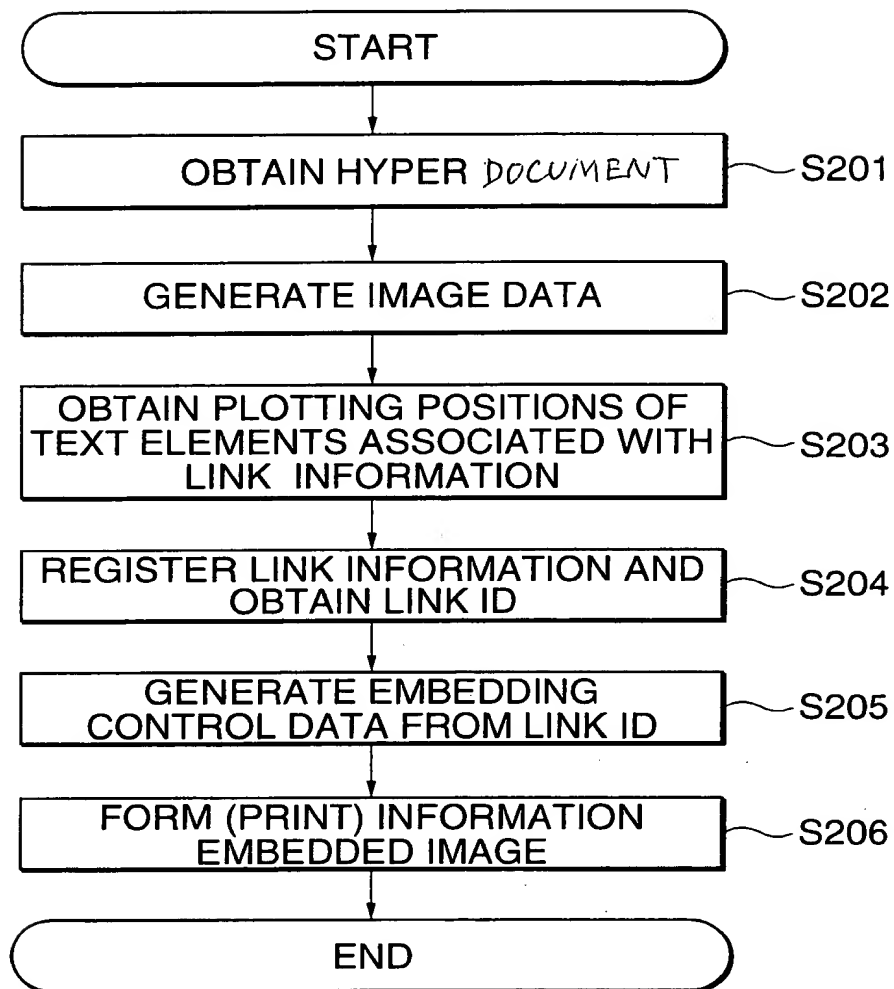 START
OBTAIN HYPER DOCUMENT
S201
GENERATE IMAGE DATA
S202
OBTAIN PLOTTING POSITIONS OF
TEXT ELEMENTS ASSOCIATED WITH
LINK INFORMATION
S203
REGISTER LINK INFORMATION AND
OBTAIN LINK ID
S204
GENERATE EMBEDDING
CONTROL DATA FROM LINK ID
S205
FORM (PRINT) INFORMATION
EMBEDDED IMAGE
S206
END